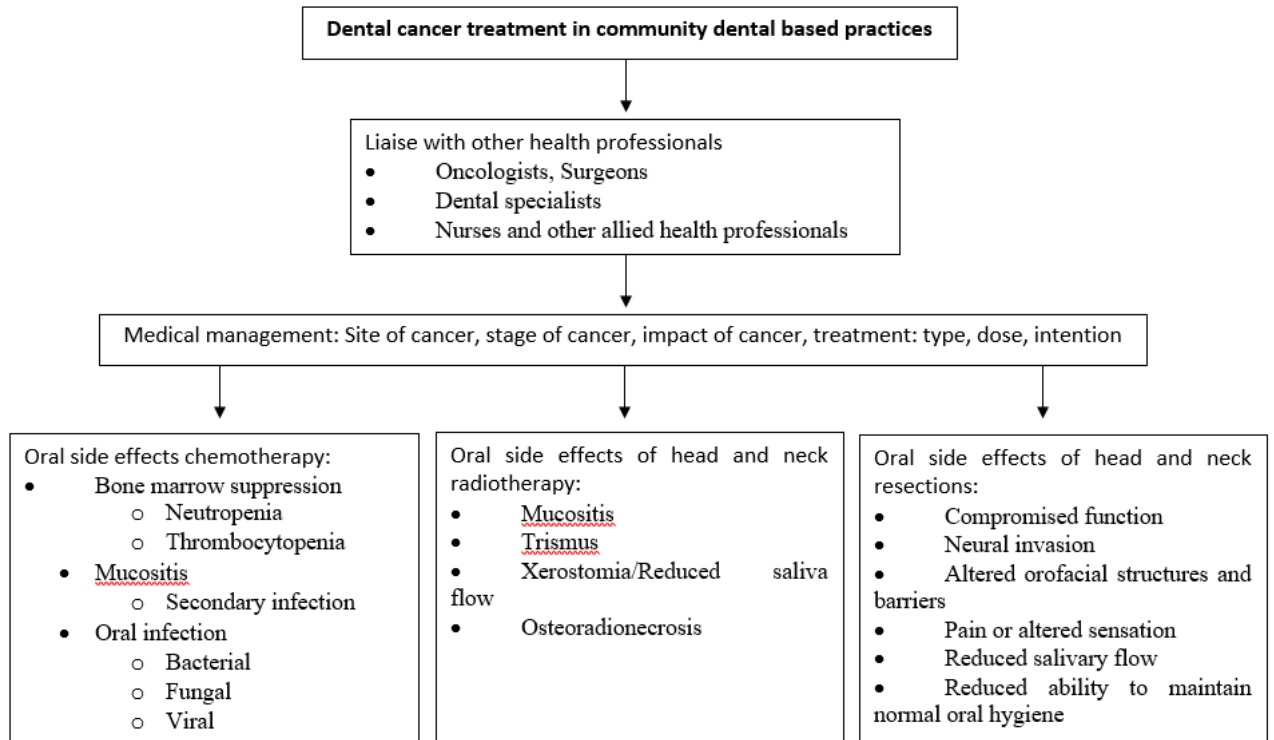 Dental cancer treatment in community dental based practices
Liaise with other health professionals
• Oncologists, Surgeons
• Dental specialists
• Nurses and other allied health professionals
Medical management: Site of cancer, stage of cancer, impact of cancer, treatment: type, dose, intention
Oral side effects chemotherapy:
• Bone marrow suppression
o Neutropenia
o Thrombocytopenia
• Mucositis
o Secondary infection
• Oral infection
o Bacterial
o Fungal
o Viral
Oral side effects of head and neck
radiotherapy:
• Mucositis
• Trismus
• Xerostomia/Reduced saliva
flow
• Osteoradionecrosis
Oral side effects of head and neck
resections:
• Compromised function
• Neural invasion
• Altered orofacial structures and
barriers
• Pain or altered sensation
• Reduced salivary flow
• Reduced ability to maintain
normal oral hygiene